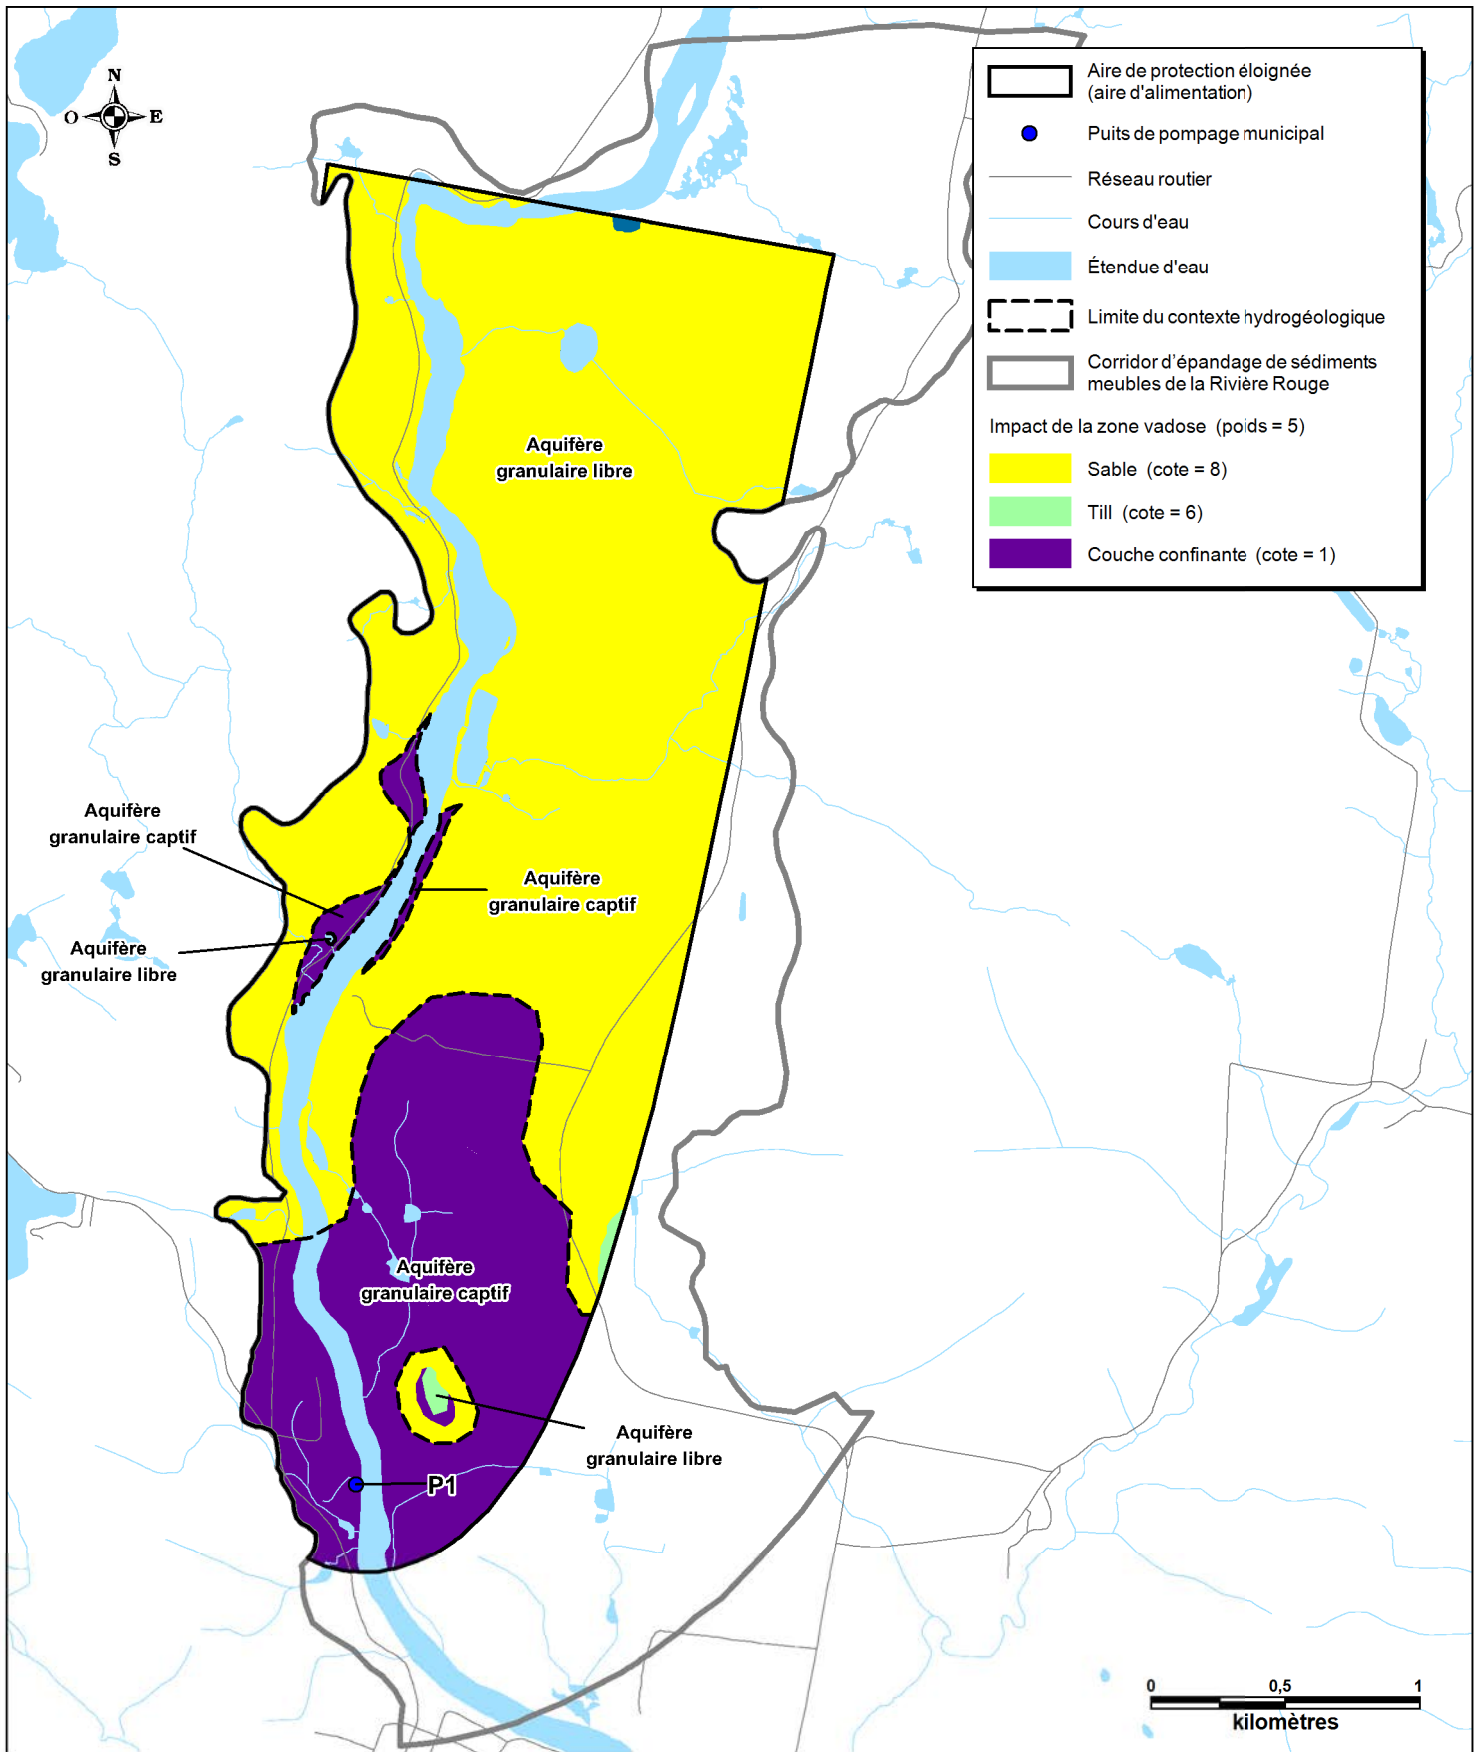 N
O
E
S
Aire de protection éloignée
(aire d'alimentation)
Puits de pompage municipal
Réseau routier
Cours d'eau
Étendue d'eau
Limite du contexte hydrogéologique
Corridor d'épandage de sédiments
meubles de la Rivière Rouge
Impact de la zone vadose (poids = 5)
Sable (cote = 8)
Till (cote = 6)
Couche confinante (cote = 1)
Aquifère
granulaire libre
Aquifère
granulaire captif
Aquifère
granulaire captif
Aquifère
granulaire libre
Aquifère
granulaire captif
Aquifère
granulaire libre
P1
0
0,5
1
kilomètres